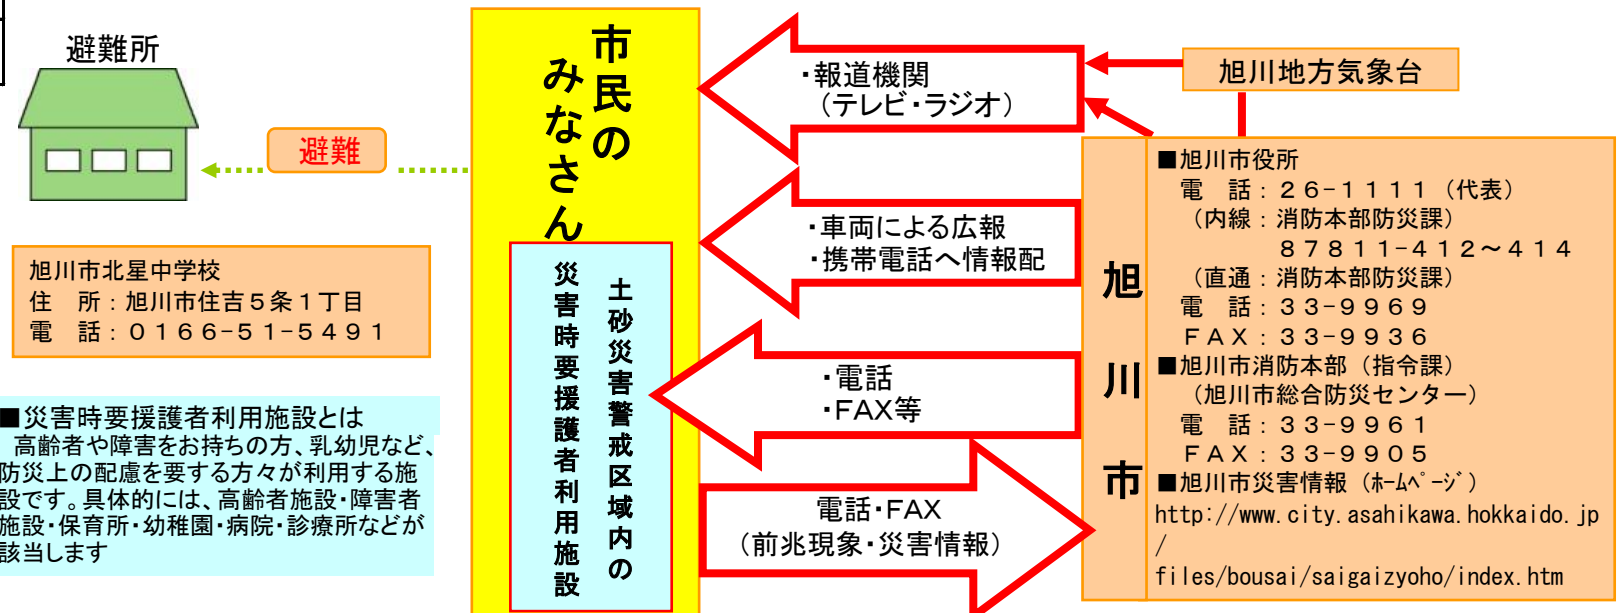 避難所
避難
旭川市北星中学校
住　所：旭川市住吉５条１丁目
電　話：０１６６−５１−５４９１
■災害時要援護者利用施設とは
　高齢者や障害をお持ちの方、乳幼児など、
防災上の配慮を要する方々が利用する施
設です。具体的には、高齢者施設・障害者
施設・保育所・幼稚園・病院・診療所などが
該当します
市民の
みなさん
土砂災害警戒区域内の
災害時要援護者利用施設
・報道機関
（テレビ・ラジオ）
・車両による広報
・携帯電話へ情報配
・電話
・FAX等
電話・FAX
（前兆現象・災害情報）
旭川地方気象台
旭川市
■旭川市役所
電　話：２６−１１１１（代表）
（内線：消防本部防災課）
８７８１１−４１２～４１４
（直通：消防本部防災課）
電　話：３３−９９６９
ＦＡＸ：３３−９９３６
■旭川市消防本部（指令課）
（旭川市総合防災センター）
電　話：３３−９９６１
ＦＡＸ：３３−９９０５
■旭川市災害情報（ﾎｰﾑﾍﾟｰｼﾞ）
http://www.city.asahikawa.hokkaido.jp
/
files/bousai/saigaizyoho/index.htm